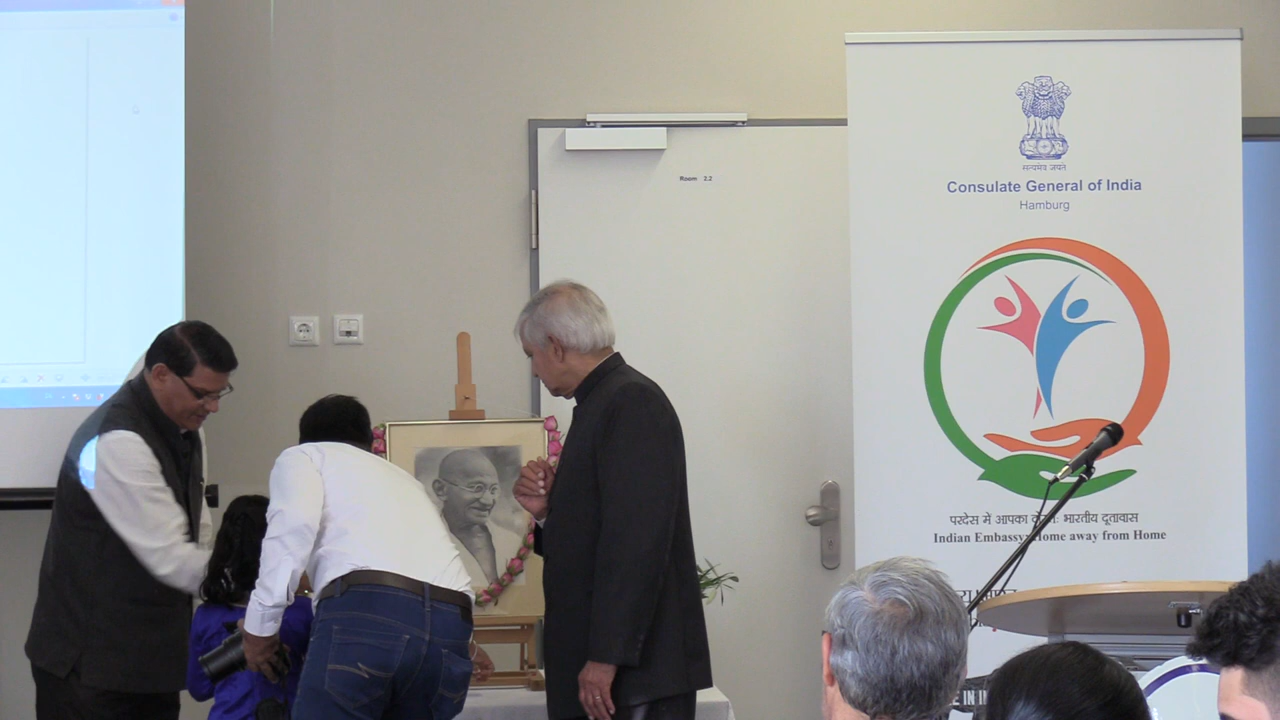 Room 2.2
सत्यमेव जयते
Consulate General of India
Hamburg
परदेस में आपका
भारतीय दूतावास
Indian Embassy
Home away from Home